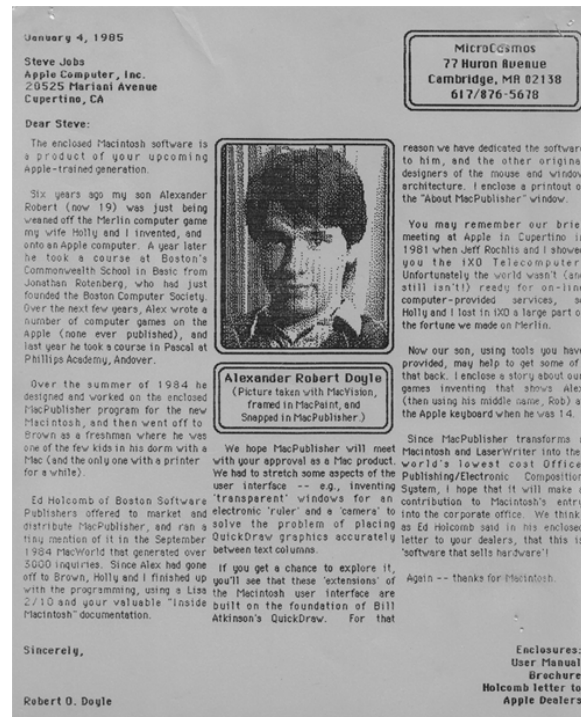 January 4, 1985
Steve Jobs
Apple Computer, Inc.
20525 Mariani Avenue
Cupertino, CA
MicroCosmos
77 Huron Avenue
Cambridge, MA 02138
617/876-5678
Dear Steve:
The enclosed Macintosh software is
a product of your upcoming
Apple-trained generation.
Six years ago my son Alexander
Robert (now 19) was just being
weaned off the Merlin computer game
my wife Holly and I invented, and
onto an Apple computer. A year later
he took a course at Boston's
Commonwealth School in Basic from
Jonathan Rotenberg, who had just
founded the Boston Computer Society.
Over the next few years, Alex wrote a
number of computer games on the
Apple (none ever published), and
last year he took a course in Pascal at
Phillips Academy, Andover.
Over the summer of 1984 he
designed and worked on the enclosed
MacPublisher program for the new
Macintosh, and then went off to
Brown as a freshman where he was
one of the few kids in his dorm with a
Mac (and the only one with a printer
for a while).
Ed Holcomb of Boston Software
Publishers offered to market and
distribute MacPublisher, and ran a
tiny mention of it in the September
1984 MacWorld that generated over
3000 inquiries. Since Alex had gone
off to Brown, Holly and I finished up
with the programming, using a Lisa
2/10 and your valuable "Inside
Macintosh" documentation.
Alexander Robert Doyle
(Picture taken with MacVision,
framed in MacPaint, and
Snapped in MacPublisher.)
We hope MacPublisher will meet
with your approval as a Mac product.
We had to stretch some aspects of the
user interface -- e.g., inventing
'transparent' windows for an
electronic 'ruler' and a 'camera' to
solve the problem of placing
QuickDraw graphics accurately
between text columns.
If you get a chance to explore it,
you'll see that these 'extensions' of
the Macintosh user interface are
built on the foundation of Bill
Atkinson's QuickDraw. For that
reason we have dedicated the software
to him, and the other original
designers of the mouse and window
architecture. I enclose a printout o
the "About MacPublisher" window.
You may remember our brie
meeting at Apple in Cupertino i
1981 when Jeff Rochlis and I showe
you the IXO Telecomputer.
Unfortunately the world wasn't (an
still isn't!) ready for on-line
computer-provided services, s
Holly and I lost in IXO a large part o
the fortune we made on Merlin.
Now our son, using tools you have
provided, may help to get some of
that back. I enclose a story about our
games inventing that shows Alex
(then using his middle name, Rob) a
the Apple keyboard when he was 14.
Since MacPublisher transforms
Macintosh and LaserWriter into the
world's lowest cost Office
Publishing/Electronic Composition
System, I hope that it will make
contribution to Macintosh's entry
into the corporate office. We think
as Ed Holcomb said in his enclosed
letter to your dealers, that this is
'software that sells hardware'!
Again -- thanks for Macintosh.
Sincerely,
Robert O. Doyle
Enclosures:
User Manual
Brochure
Holcomb letter to
Apple Dealers